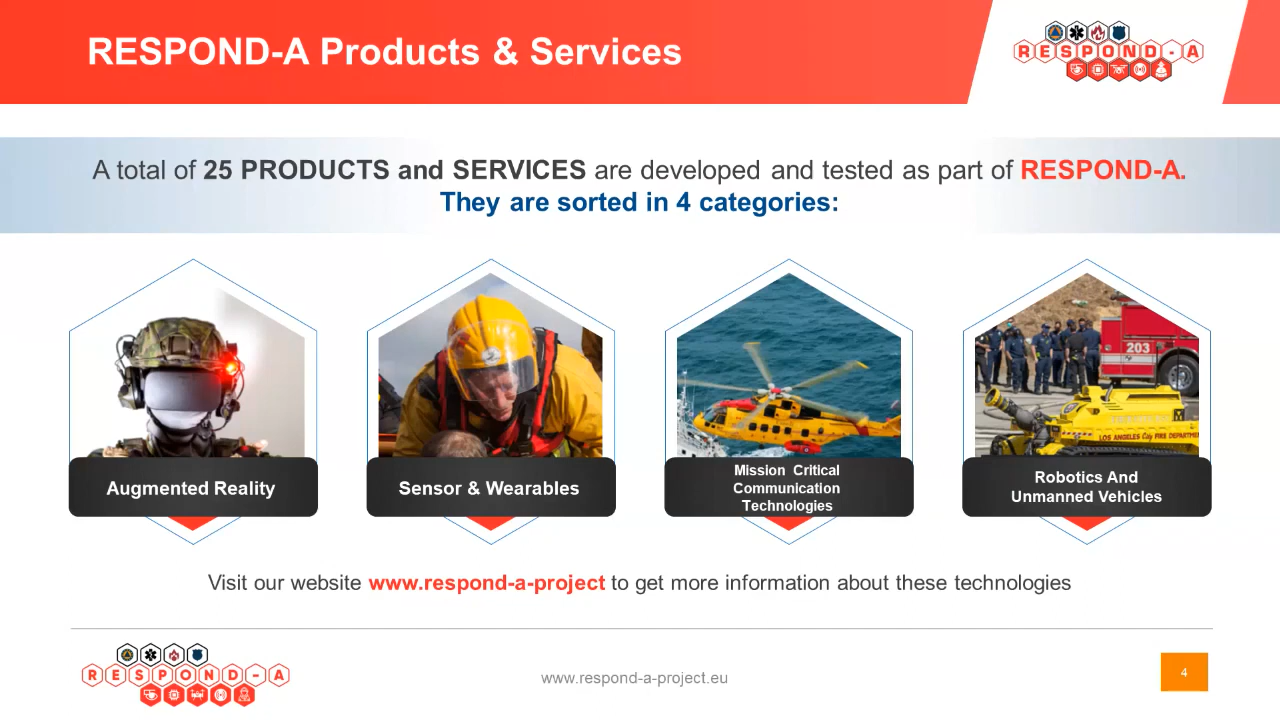 RESPOND-A Products & Services
RESPOND-A
A total of 25 PRODUCTS and SERVICES are developed and tested as part of RESPOND-A.
They are sorted in 4 categories:
203
LOS ANGELES City FIRE DEPARTMENT
Augmented Reality
Sensor & Wearables
Mission Critical
Communication
Technologies
Robotics And
Unmanned Vehicles
Visit our website www.respond-a-project to get more information about these technologies
RESPOND-A
www.respond-a-project.eu
4